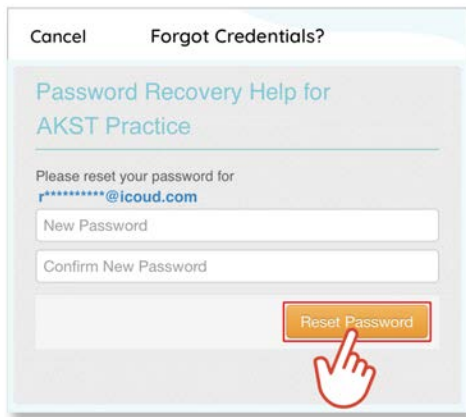 Cancel Forgot Credentials?
Password Recovery Help for
AKST Practice
Please reset your password for
r**********@icoud.com
New Password
Confirm New Password
Reset Password